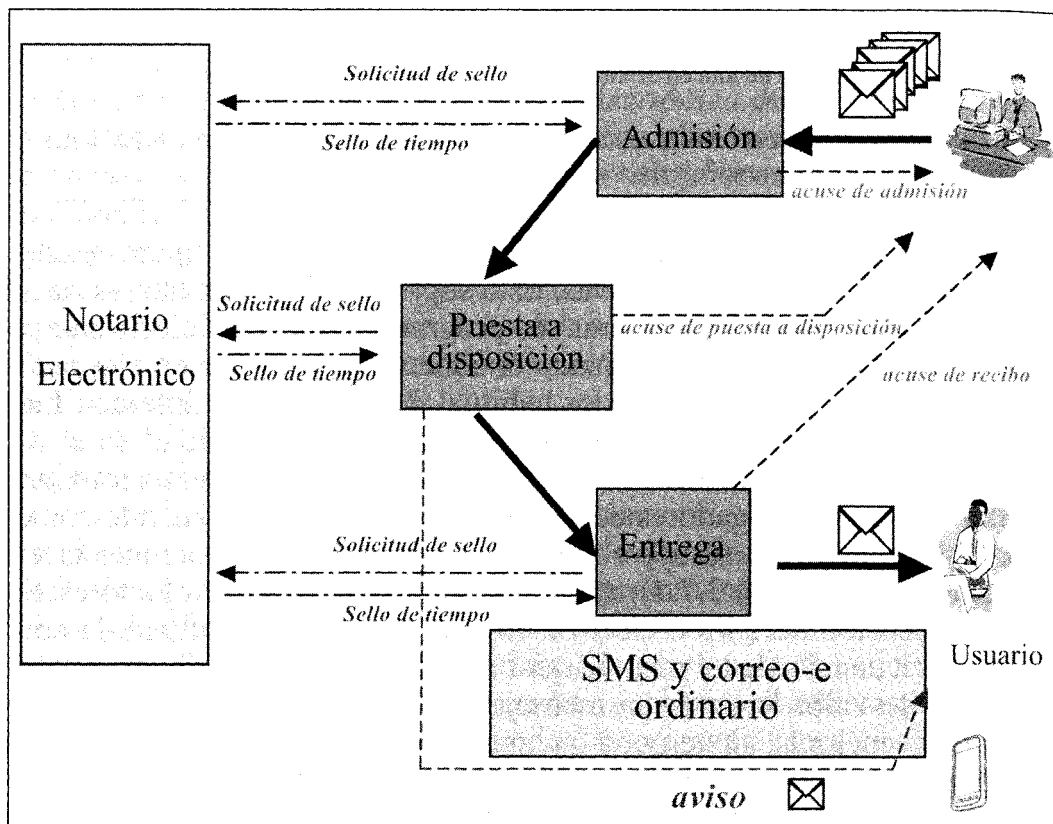 Solicitud de sello
Sello de tiempo
Admisión
acuse de admisión
Notario
Electrónico
Solicitud de sello
Sello de tiempo
Puesta a
disposición
acuse de puesta a disposición
acuse de recibo
Solicitud de sello
Sello de tiempo
Entrega
Usuario
SMS y correo-e
ordinario
aviso